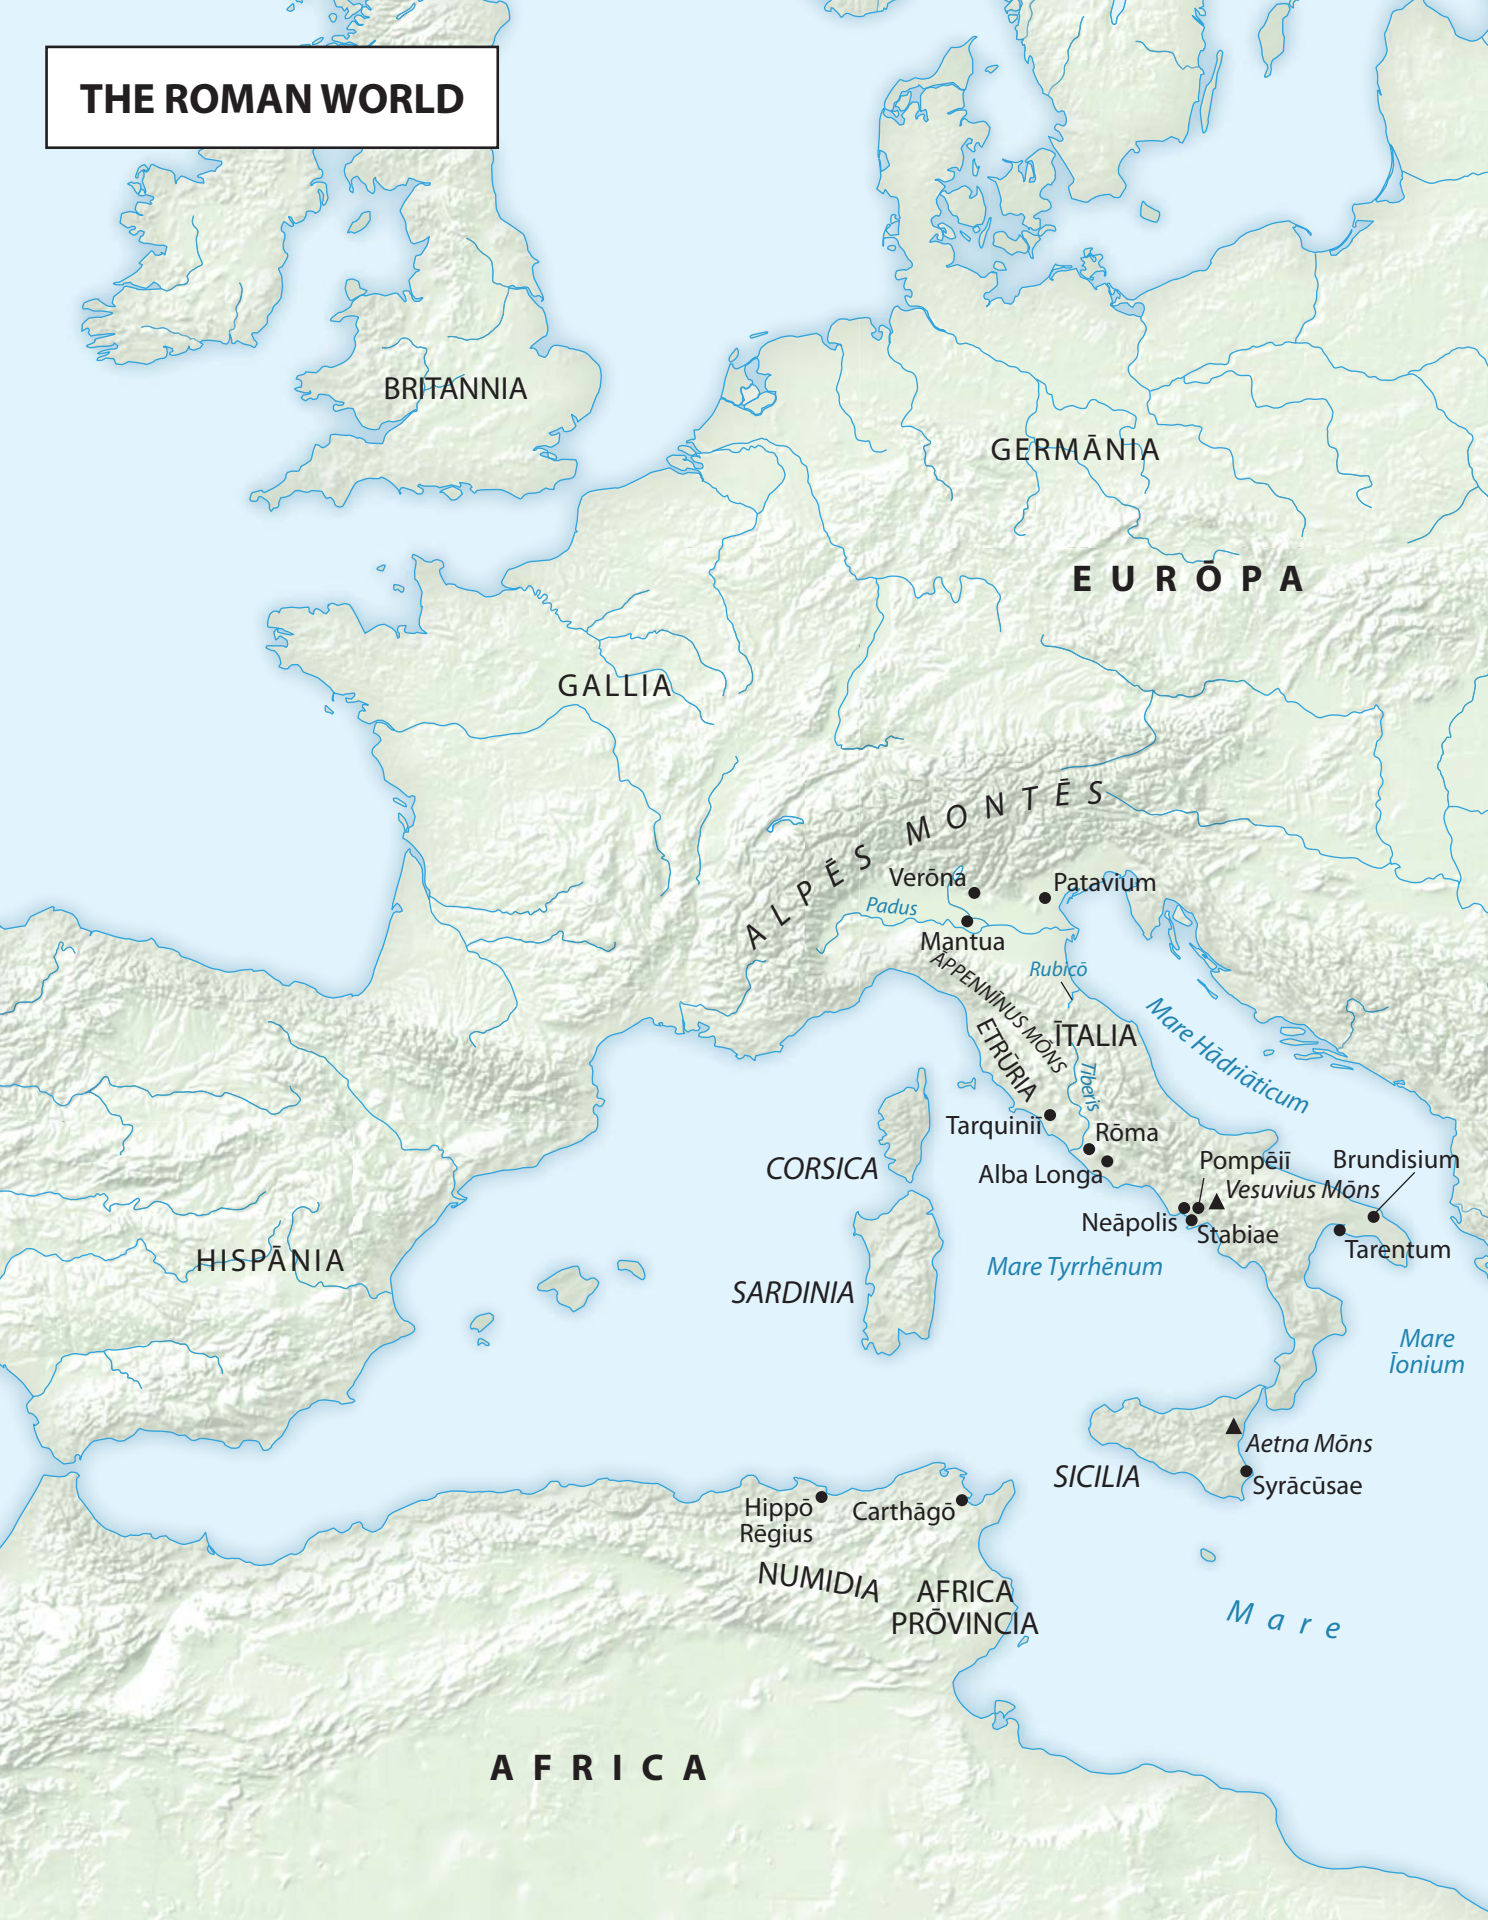 THE ROMAN WORLD
BRITANNIA
GERMĀNIA
EURŌPA
GALLIA
ALPĒS MONTĒS
Verōna
Patavium
Padus
Mantua
ĀPPENNĪNUS MŌNS
Rubicō
Mare Hādriāticum
ĪTALIA
ETRŪRIA
Tiberis
Tarquiniī
Rōma
CORSICA
Alba Longa
Pompēiī
Brundisium
Vesuvius Mōns
Neāpolis
Stabiae
Tarentum
HISPĀNIA
Mare Tyrrhēnum
SARDINIA
Mare
Īonium
Aetna Mōns
SICILIA
Syrācūsae
Hippō
Rēgius
Carthāgō
NUMIDIA
AFRICA
PRŌVINCIA
Mare
AFRICA